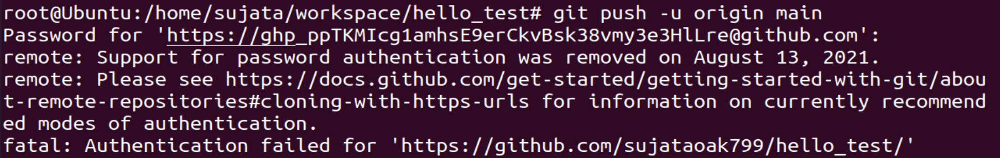 root@Ubuntu:/home/sujata/workspace/hello_test# git push -u origin main
Password for 'https://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@github.com':
remote: Support for password authentication was removed on August 13, 2021.
remote: Please see https://docs.github.com/get-started/getting-started-with-git/abou
t-remote-repositories#cloning-with-https-urls for information on currently recommend
ed modes of authentication.
fatal: Authentication failed for 'https://github.com/sujataoak799/hello_test/'